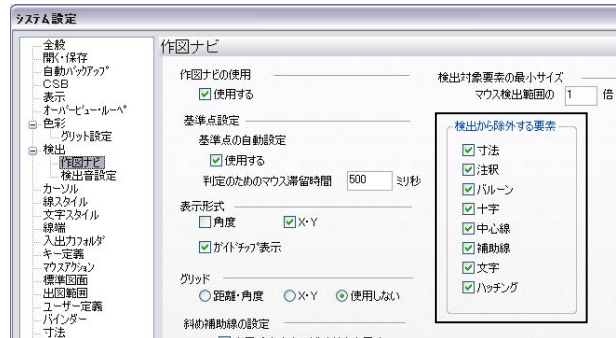 システム設定
全般
開く・保存
自動バックアップ
CSB
表示
オーバービュー・ルーペ
色彩
グリッド設定
検出
作図ナビ
検出音設定
カーソル
線スタイル
文字スタイル
線端
入出力フォルダ
キー定義
マウスアクション
標準図面
出図範囲
ユーザー定義
バインダー
寸法
作図ナビ
作図ナビの使用
使用する
基準点設定
基準点の自動設定
使用する
判定のためのマウス滞留時間 500 ミリ秒
表示形式
角度 X・Y
ガイドチップ表示
グリッド
距離・角度 X・Y 使用しない
斜め補助線の設定
検出対象要素の最小サイズ
マウス検出範囲の 1 倍
検出から除外する要素
寸法
注釈
バルーン
十字
中心線
補助線
文字
ハッチング